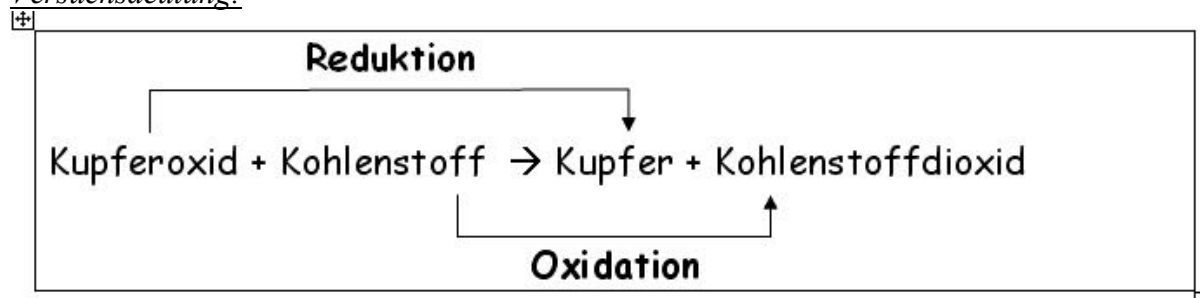 Versuchsdeutung:
Reduktion
Kupferoxid + Kohlenstoff → Kupfer + Kohlenstoffdioxid
Oxidation